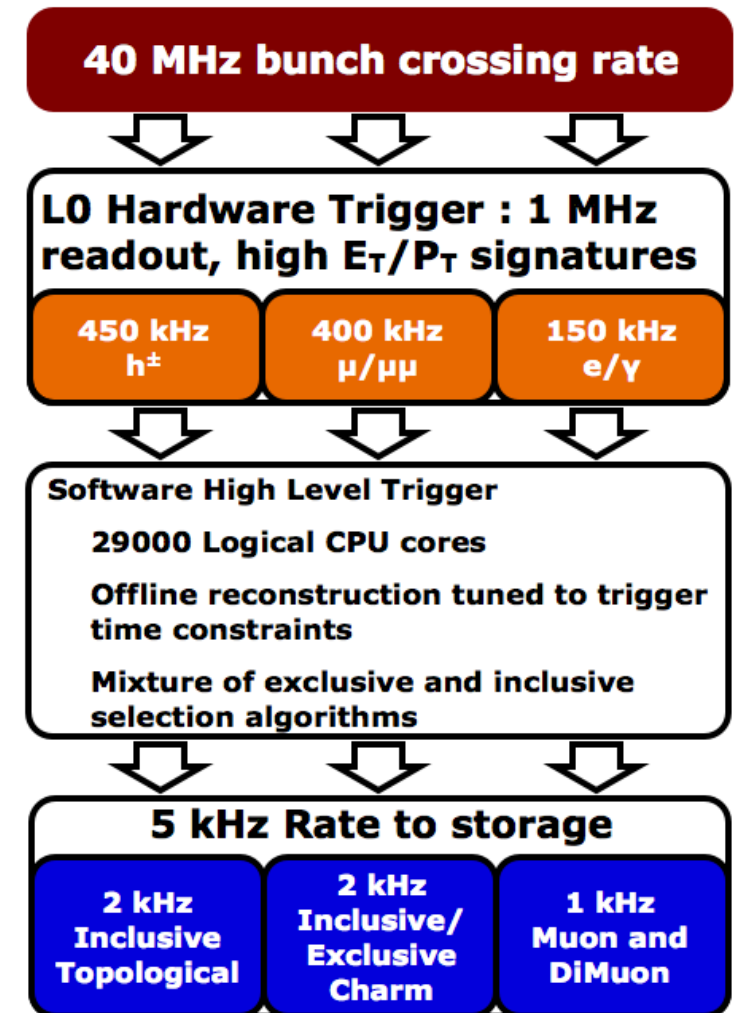 40 MHz bunch crossing rate
L0 Hardware Trigger : 1 MHz
readout, high Eᴛ/Pᴛ signatures
450 kHz
h±
400 kHz
μ/μμ
150 kHz
e/γ
Software High Level Trigger
29000 Logical CPU cores
Offline reconstruction tuned to trigger
time constraints
Mixture of exclusive and inclusive
selection algorithms
5 kHz Rate to storage
2 kHz
Inclusive
Topological
2 kHz
Inclusive/
Exclusive
Charm
1 kHz
Muon and
DiMuon